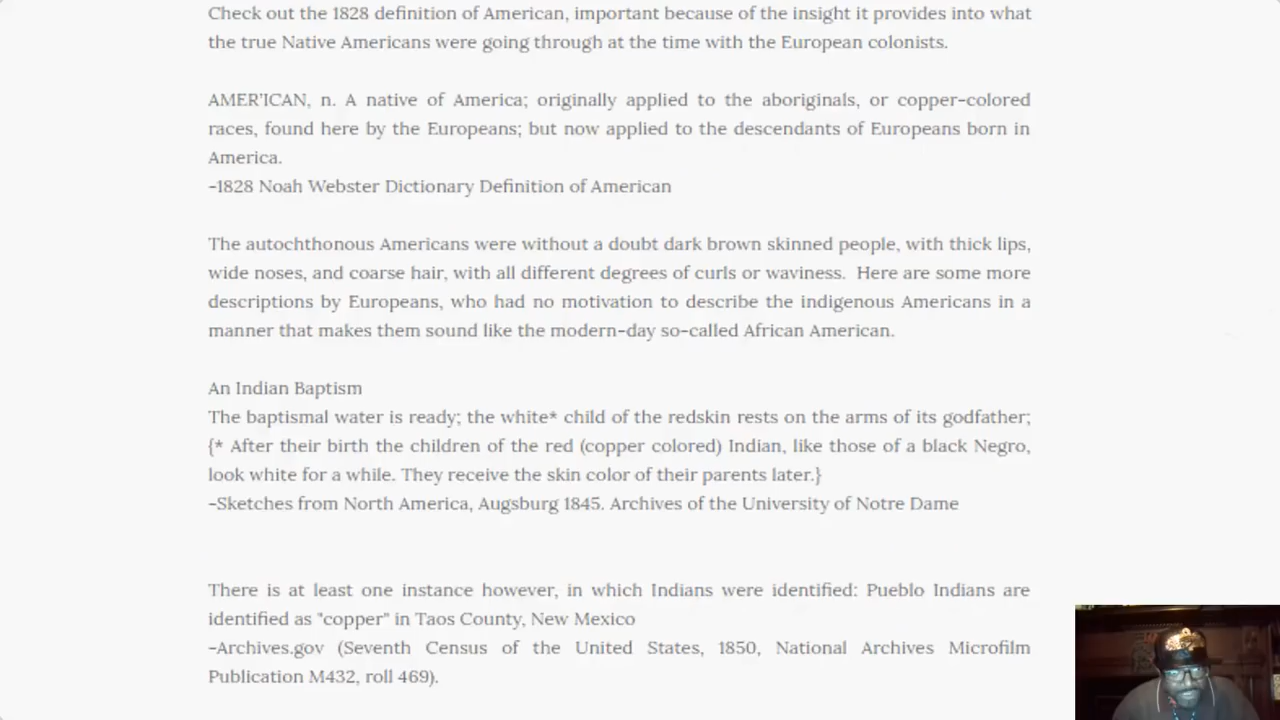 Check out the 1828 definition of American, important because of the insight it provides into what
the true Native Americans were going through at the time with the European colonists.
AMER'ICAN, n. A native of America; originally applied to the aboriginals, or copper-colored
races, found here by the Europeans; but now applied to the descendants of Europeans born in
America.
-1828 Noah Webster Dictionary Definition of American
The autochthonous Americans were without a doubt dark brown skinned people, with thick lips,
wide noses, and coarse hair, with all different degrees of curls or waviness. Here are some more
descriptions by Europeans, who had no motivation to describe the indigenous Americans in a
manner that makes them sound like the modern-day so-called African American.
An Indian Baptism
The baptismal water is ready; the white* child of the redskin rests on the arms of its godfather;
{* After their birth the children of the red (copper colored) Indian, like those of a black Negro,
look white for a while. They receive the skin color of their parents later.}
-Sketches from North America, Augsburg 1845. Archives of the University of Notre Dame
There is at least one instance however, in which Indians were identified: Pueblo Indians are
identified as "copper" in Taos County, New Mexico
-Archives.gov (Seventh Census of the United States, 1850, National Archives Microfilm
Publication M432, roll 469).